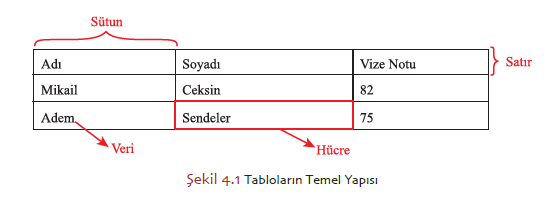 Sütun
Adı Soyadı Vize Notu Satır
Mikail Ceksin 82
Adem Sendeler 75
Veri Hücre
Şekil 4.1 Tabloların Temel Yapısı